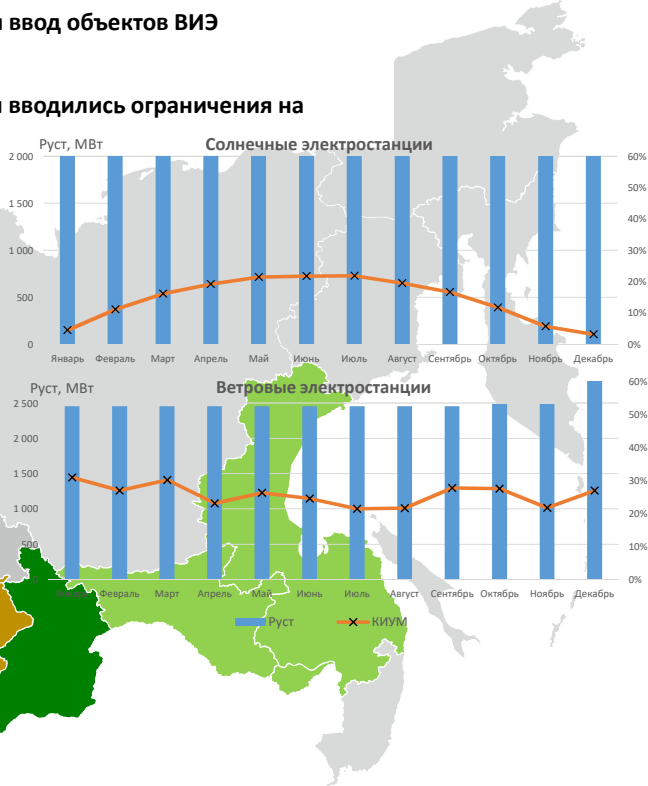 и ввод объектов ВИЭ
и вводились ограничения на
Руст, МВт
Солнечные электростанции
2 000
1 500
1 000
500
0
60%
50%
40%
30%
20%
10%
0%
Январь Февраль Март Апрель Май Июнь Июль Август Сентябрь Октябрь Ноябрь Декабрь
Руст, МВт
Ветровые электростанции
2 500
2 000
1 500
1 000
500
0
60%
50%
40%
30%
20%
10%
0%
Январь Февраль Март Апрель Май Июнь Июль Август Сентябрь Октябрь Ноябрь Декабрь
Руст КИУМ